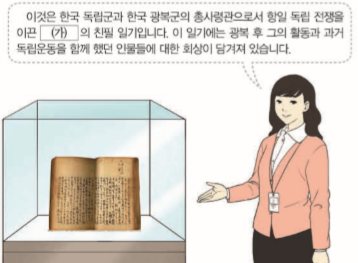 이것은 한국 독립군과 한국 광복군의 총사령관으로서 항일 독립 전쟁을
이끈 (가) 의 친필 일기입니다. 이 일기에는 광복 후 그의 활동과 과거
독립운동을 함께 했던 인물들에 대한 회상이 담겨져 있습니다.